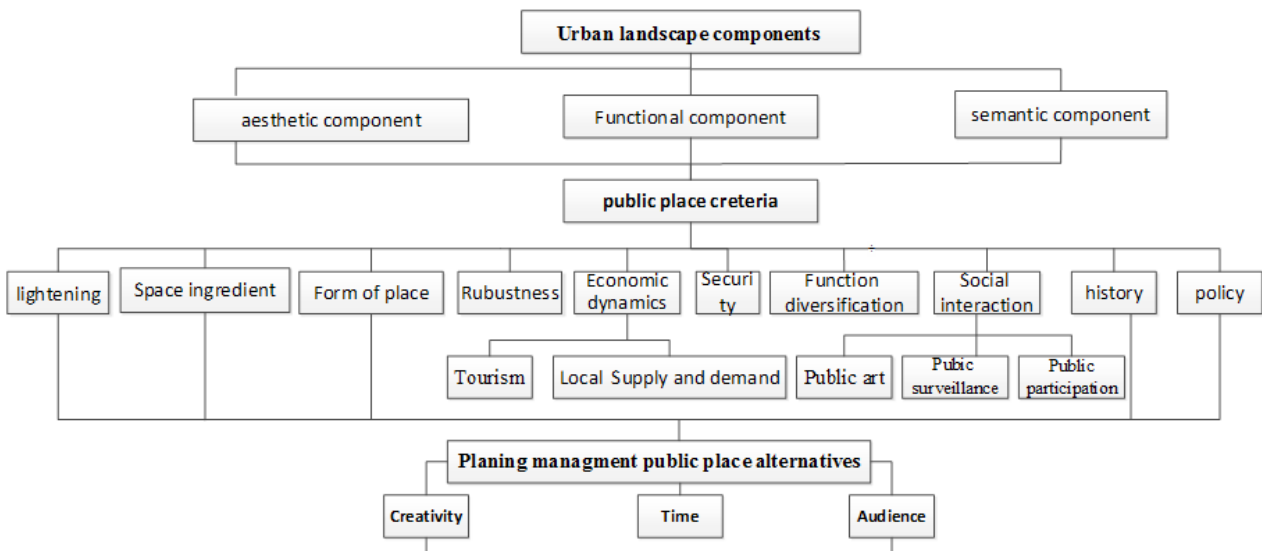 Urban landscape components
aesthetic component
Functional component
semantic component
public place creteria
lightening
Space ingredient
Form of place
Rubustness
Economic
dynamics
Securi
ty
Function
diversification
Social
interaction
history
policy
Tourism
Local Supply and demand
Public art
Pubic
surveillance
Public
participation
Planing managment public place alternatives
Creativity
Time
Audience